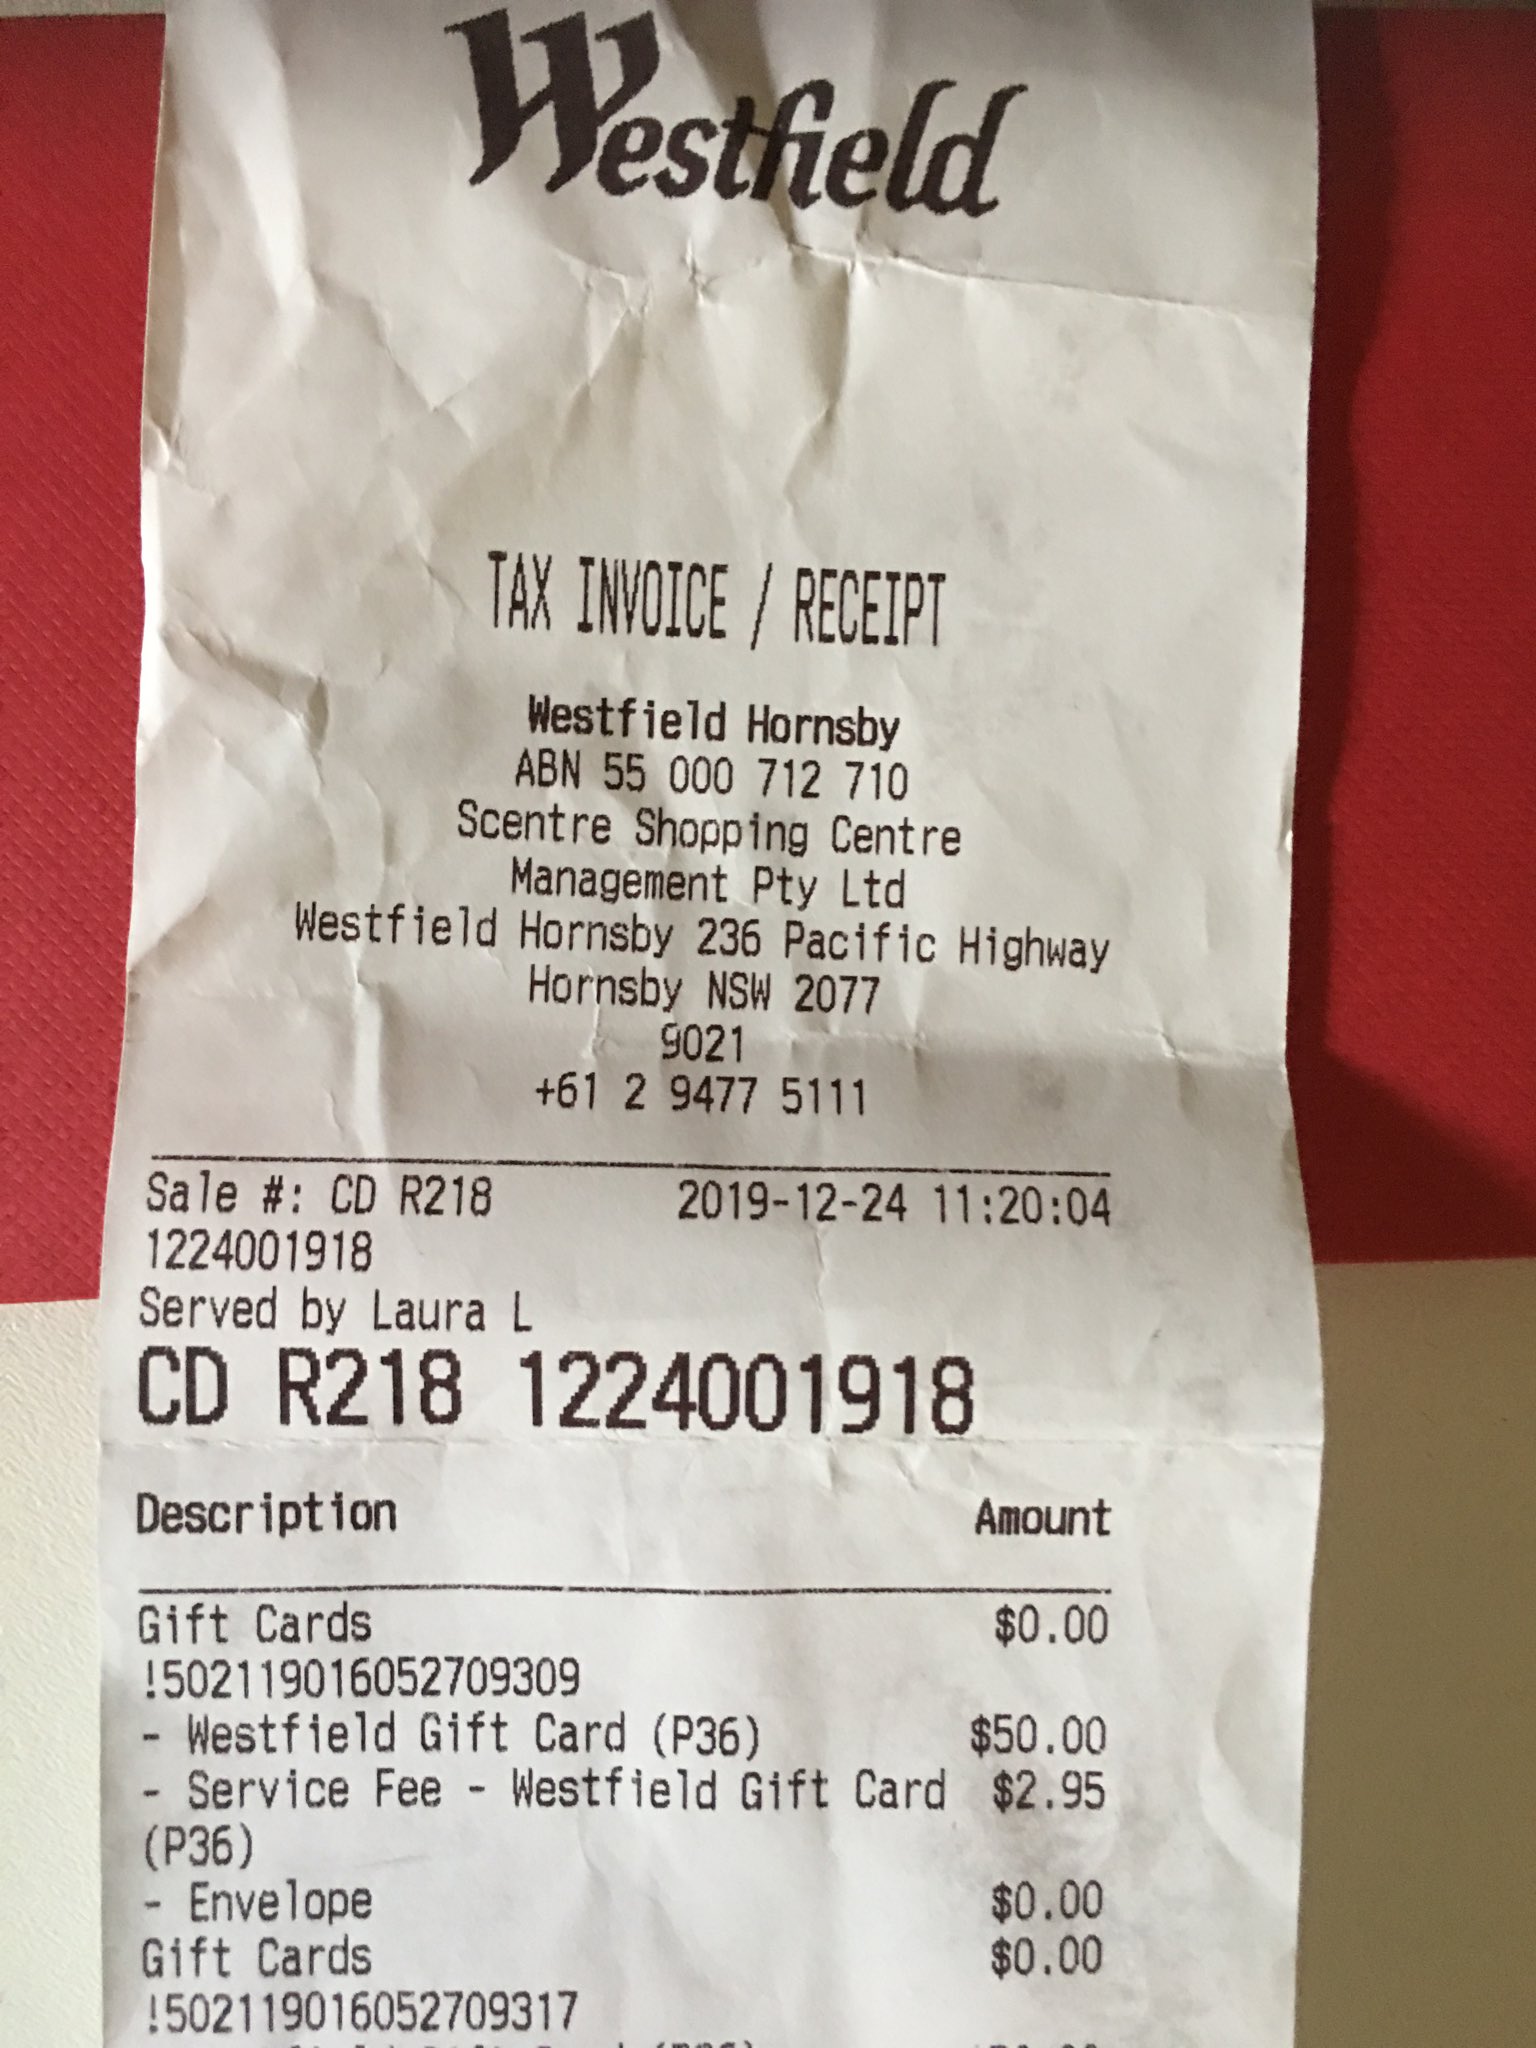 Westfield
TAX INVOICE / RECEIPT
Westfield Hornsby
ABN 55 000 712 710
Scentre Shopping Centre
Management Pty Ltd
Westfield Hornsby 236 Pacific Highway
Hornsby NSW 2077
9021
+61 2 9477 5111
Sale #: CD R218 2019-12-24 11:20:04
1224001918
Served by Laura L
CD R218 1224001918
Description Amount
Gift Cards $0.00
!502119016052709309
- Westfield Gift Card (P36) $50.00
- Service Fee - Westfield Gift Card $2.95
(P36)
- Envelope $0.00
Gift Cards $0.00
!502119016052709317